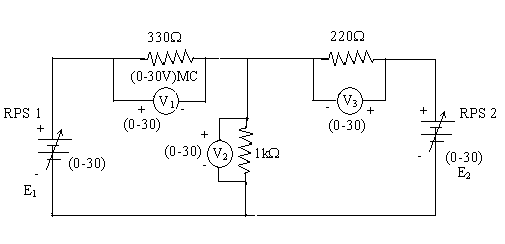 330Ω
220Ω
(0-30V)MC
V1
+ -
(0-30)
V3
- +
(0-30)
RPS 1
+
(0-30)
-
E1
+
(0-30)
V2
-
1kΩ
RPS 2
+
(0-30)
-
E2